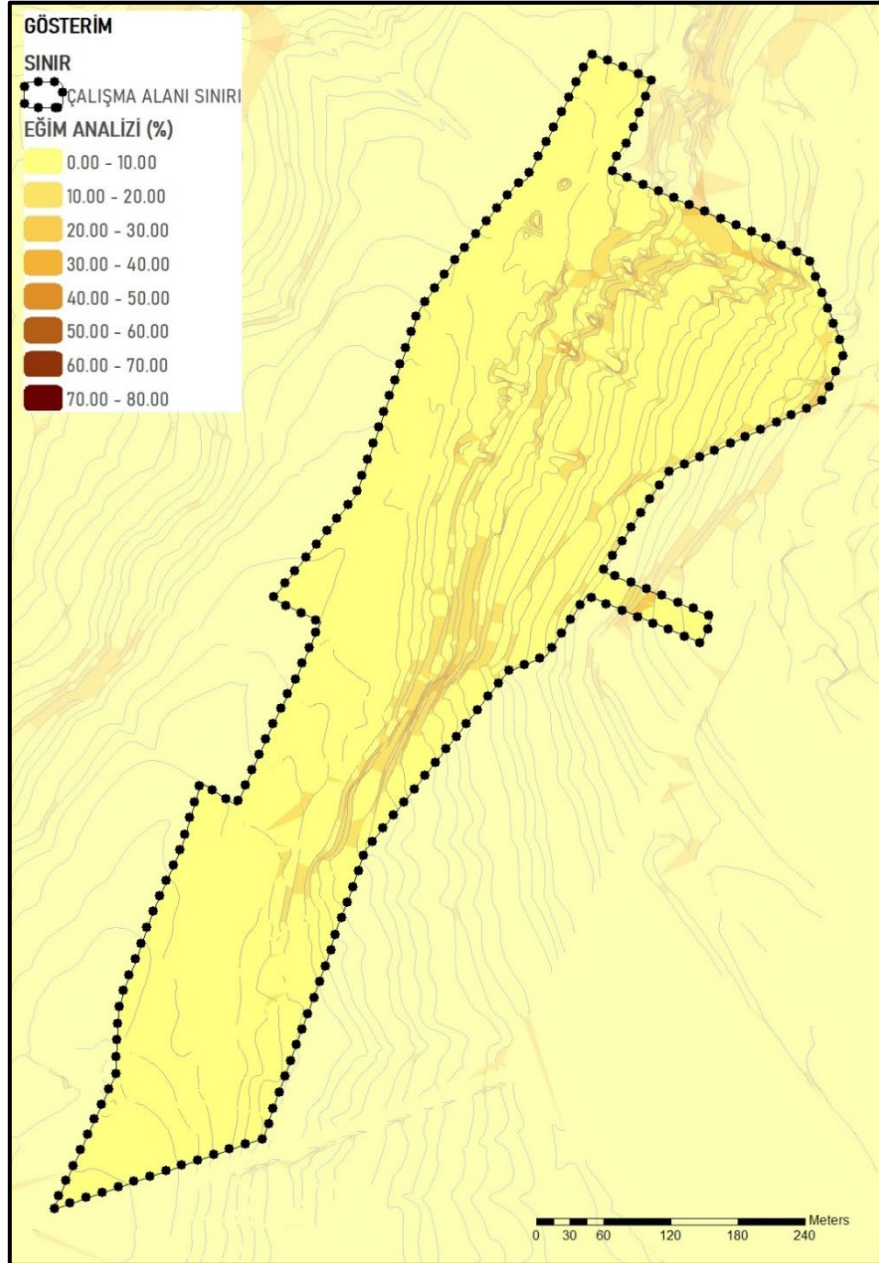 GÖSTERİM
SINIR
ÇALIŞMA ALANI SINIRI
EĞİM ANALİZİ (%)
0.00 - 10.00
10.00 - 20.00
20.00 - 30.00
30.00 - 40.00
40.00 - 50.00
50.00 - 60.00
60.00 - 70.00
70.00 - 80.00
Meters
0 30 60 120 180 240